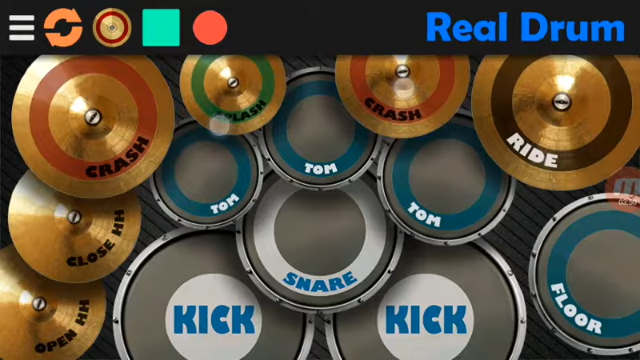 Real Drum
CRASH
SPLASH
CRASH
RIDE
TOM
TOM
TOM
CLOSE HH
SNARE
OPEN HH
KICK
KICK
FLOOR